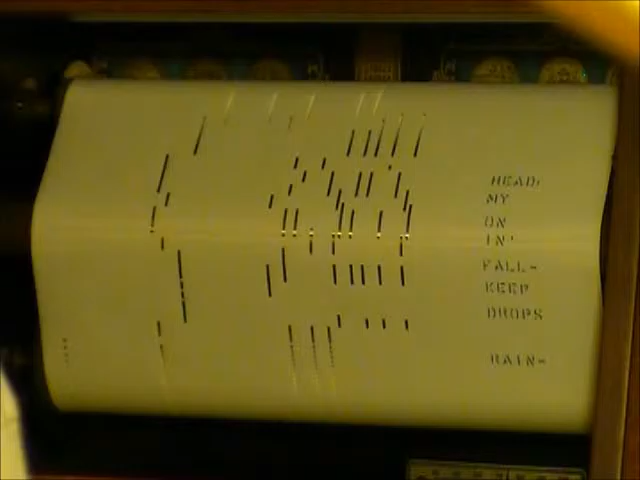 HEAD.
MY
ON
IN'
FALL-
KEEP
DROPS
RAIN-